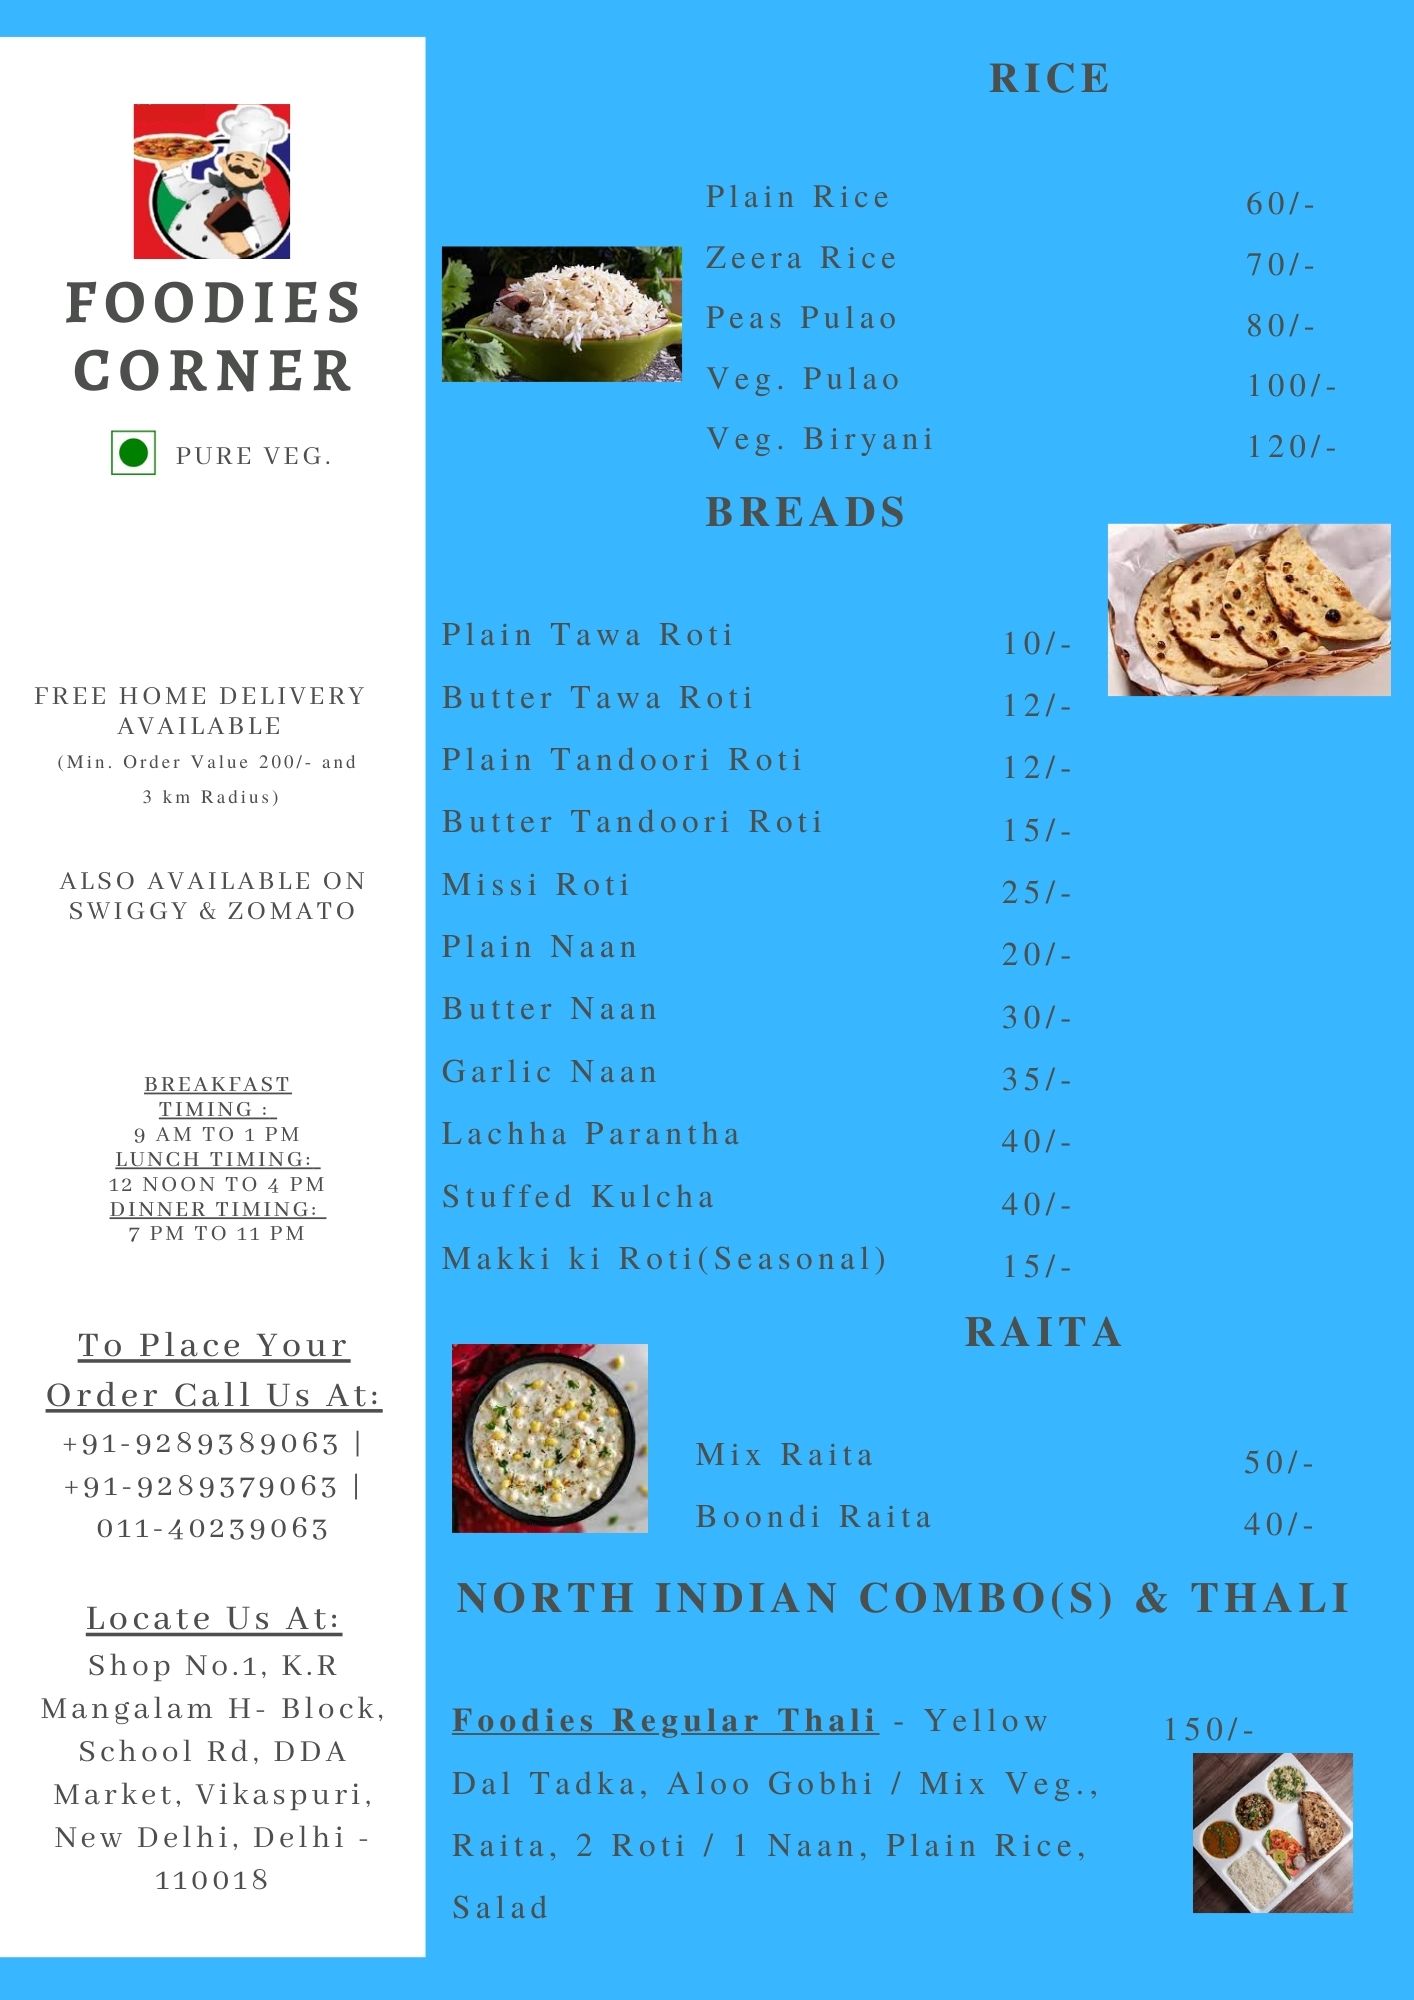 FOODIES
CORNER
PURE VEG.
FREE HOME DELIVERY
AVAILABLE
(Min. Order Value 200/- and
3 km Radius)
ALSO AVAILABLE ON
SWIGGY & ZOMATO
BREAKFAST
TIMING :
9 AM TO 1 PM
LUNCH TIMING:
12 NOON TO 4 PM
DINNER TIMING:
7 PM TO 11 PM
To Place Your
Order Call Us At:
+91-9289389063 |
+91-9289379063 |
011-40239063
Locate Us At:
Shop No.1, K.R
Mangalam H- Block,
School Rd, DDA
Market, Vikaspuri,
New Delhi, Delhi -
110018
RICE
Plain Rice 60/-
Zeera Rice 70/-
Peas Pulao 80/-
Veg. Pulao 100/-
Veg. Biryani 120/-
BREADS
Plain Tawa Roti 10/-
Butter Tawa Roti 12/-
Plain Tandoori Roti 12/-
Butter Tandoori Roti 15/-
Missi Roti 25/-
Plain Naan 20/-
Butter Naan 30/-
Garlic Naan 35/-
Lachha Parantha 40/-
Stuffed Kulcha 40/-
Makki ki Roti(Seasonal) 15/-
RAITA
Mix Raita 50/-
Boondi Raita 40/-
NORTH INDIAN COMBO(S) & THALI
Foodies Regular Thali - Yellow 150/-
Dal Tadka, Aloo Gobhi / Mix Veg.,
Raita, 2 Roti / 1 Naan, Plain Rice,
Salad